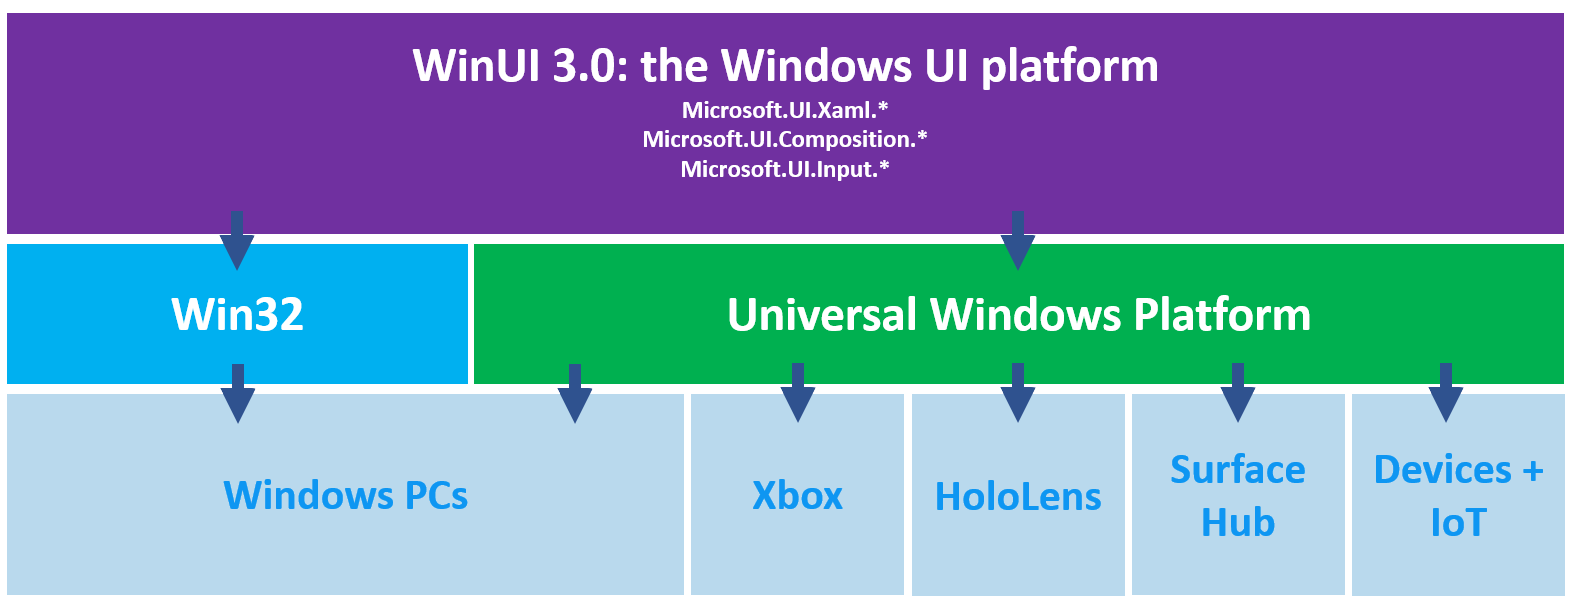 WinUI 3.0: the Windows UI platform
Microsoft.UI.Xaml.*
Microsoft.UI.Composition.*
Microsoft.UI.Input.*
Win32
Universal Windows Platform
Windows PCs
Xbox
HoloLens
Surface
Hub
Devices +
IoT